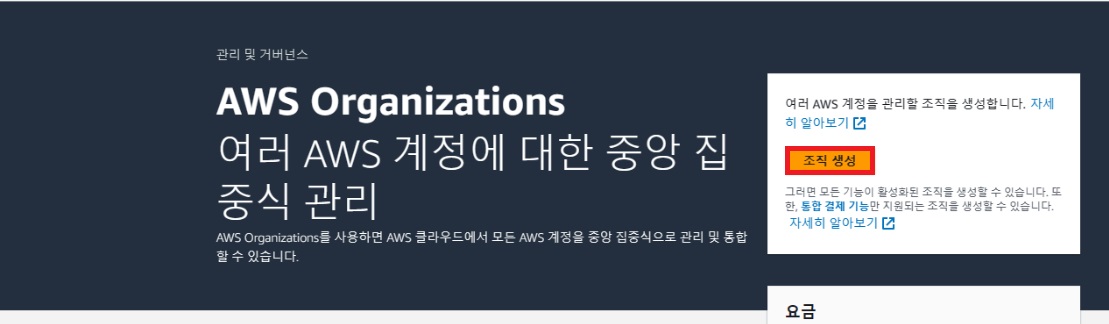 관리 및 거버넌스
AWS Organizations
여러 AWS 계정에 대한 중앙 집
중식 관리
AWS Organizations를 사용하면 AWS 클라우드에서 모든 AWS 계정을 중앙 집중식으로 관리 및 통합
할 수 있습니다.
여러 AWS 계정을 관리할 조직을 생성합니다. 자세
히 알아보기
조직 생성
그러면 모든 기능이 활성화된 조직을 생성할 수 있습니다. 또
한, 통합 결제 기능만 지원되는 조직을 생성할 수 있습니다.
자세히 알아보기
요금